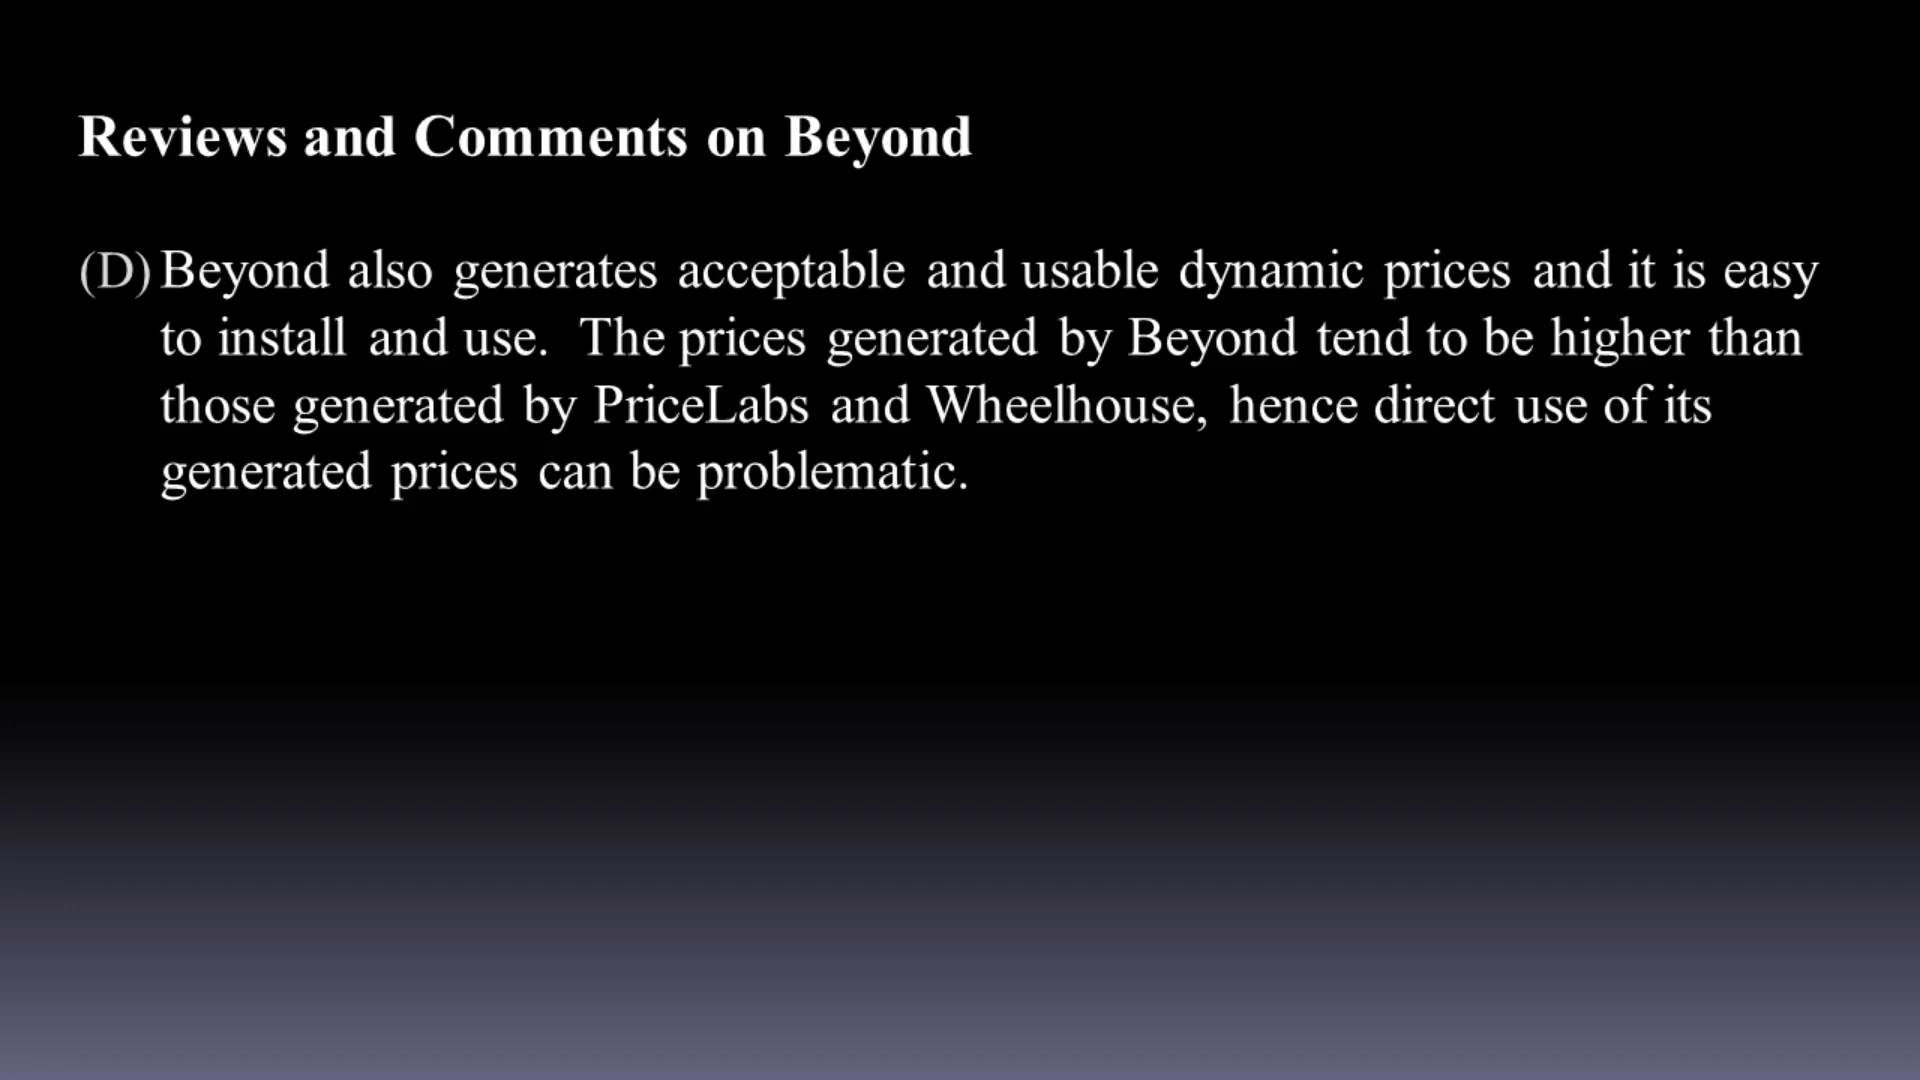 Reviews and Comments on Beyond
(D) Beyond also generates acceptable and usable dynamic prices and it is easy
to install and use. The prices generated by Beyond tend to be higher than
those generated by PriceLabs and Wheelhouse, hence direct use of its
generated prices can be problematic.